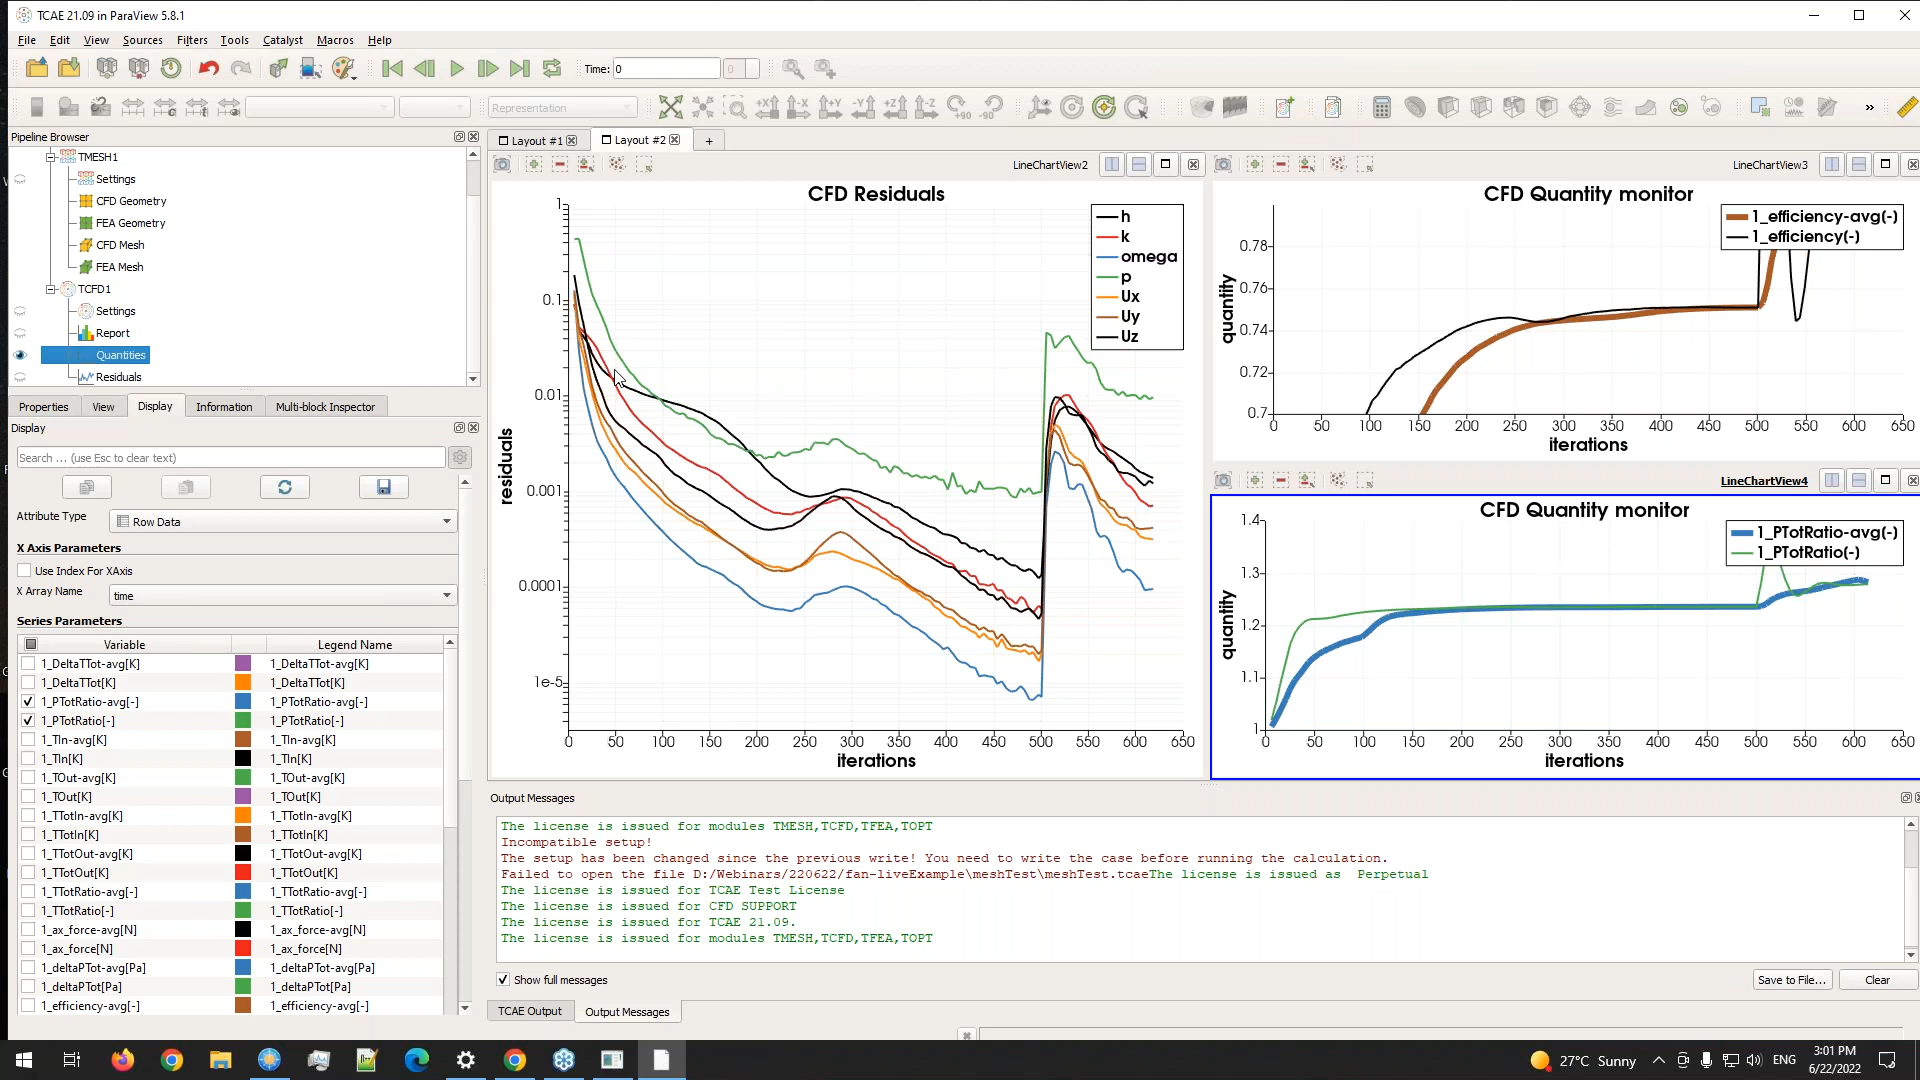 TCAE 21.09 in ParaView 5.8.1
File Edit View Sources Filters Tools Catalyst Macros Help
Time: 0 0
Representation
+X -X +Y -Y +Z -Z +90 -90 »
Pipeline Browser
TMESH1
Settings
CFD Geometry
FEA Geometry
CFD Mesh
FEA Mesh
TCFD1
Settings
Report
Quantities
Residuals
Properties View Display Information Multi-block Inspector
Display
Search ... (use Esc to clear text)
Attribute Type Row Data
X Axis Parameters
Use Index For XAxis
X Array Name time
Series Parameters
Variable Legend Name
1_DeltaTTot-avg[K] 1_DeltaTTot-avg[K]
1_DeltaTTot[K] 1_DeltaTTot[K]
1_PTotRatio-avg[-] 1_PTotRatio-avg[-]
1_PTotRatio[-] 1_PTotRatio[-]
1_TIn-avg[K] 1_TIn-avg[K]
1_TIn[K] 1_TIn[K]
1_TOut-avg[K] 1_TOut-avg[K]
1_TOut[K] 1_TOut[K]
1_TTotIn-avg[K] 1_TTotIn-avg[K]
1_TTotIn[K] 1_TTotIn[K]
1_TTotOut-avg[K] 1_TTotOut-avg[K]
1_TTotOut[K] 1_TTotOut[K]
1_TTotRatio-avg[-] 1_TTotRatio-avg[-]
1_TTotRatio[-] 1_TTotRatio[-]
1_ax_force-avg[N] 1_ax_force-avg[N]
1_ax_force[N] 1_ax_force[N]
1_deltaPTot-avg[Pa] 1_deltaPTot-avg[Pa]
1_deltaPTot[Pa] 1_deltaPTot[Pa]
1_efficiency-avg[-] 1_efficiency-avg[-]
Layout #1 Layout #2 +
LineChartView2
CFD Residuals
h
k
omega
p
Ux
Uy
Uz
1
0.1
0.01
0.001
0.0001
1e-5
residuals
0 50 100 150 200 250 300 350 400 450 500 550 600 650
iterations
LineChartView3
CFD Quantity monitor
1_efficiency-avg[-]
1_efficiency[-]
0.78
0.76
0.74
0.72
0.7
quantity
0 50 100 150 200 250 300 350 400 450 500 550 600 650
iterations
LineChartView4
CFD Quantity monitor
1_PTotRatio-avg[-]
1_PTotRatio[-]
1.4
1.3
1.2
1.1
1
quantity
0 50 100 150 200 250 300 350 400 450 500 550 600 650
iterations
Output Messages
The license is issued for modules TMESH,TCFD,TFEA,TOPT
Incompatible setup!
The setup has been changed since the previous write! You need to write the case before running the calculation.
Failed to open the file D:/Webinars/220622/fan-liveExample\meshTest\meshTest.tcaeThe license is issued as Perpetual
The license is issued for TCAE Test License
The license is issued for CFD SUPPORT
The license is issued for TCAE 21.09.
The license is issued for modules TMESH,TCFD,TFEA,TOPT
Show full messages
Save to File... Clear
TCAE Output Output Messages
27°C Sunny ENG 3:01 PM
6/22/2022